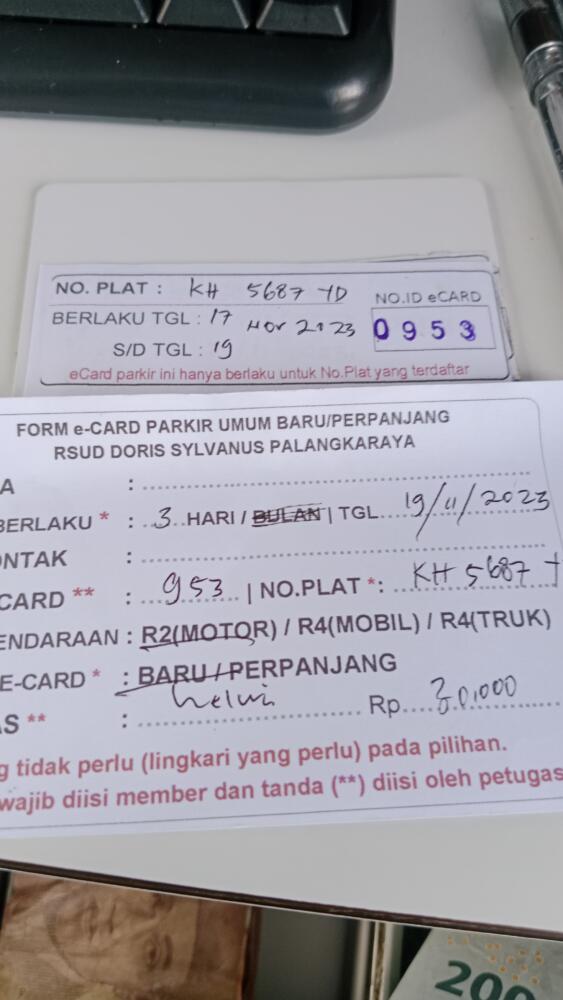 NO. PLAT : KH 5687 YD
NO.ID eCARD
BERLAKU TGL : 17 Nov 2023
0953
S/D TGL : 19
eCard parkir ini hanya berlaku untuk No.Plat yang terdaftar
FORM e-CARD PARKIR UMUM BARU/PERPANJANG
RSUD DORIS SYLVANUS PALANGKARAYA
A :
BERLAKU * : 3 HARI / BULAN | TGL 19/11/2023
ONTAK :
CARD ** : 953 | NO.PLAT *: KH 5687 Y
ENDARAAN : R2(MOTOR) / R4(MOBIL) / R4(TRUK)
E-CARD * : BARU / PERPANJANG
AS ** : Rp. 30.000
g tidak perlu (lingkari yang perlu) pada pilihan.
wajib diisi member dan tanda (**) diisi oleh petugas
200